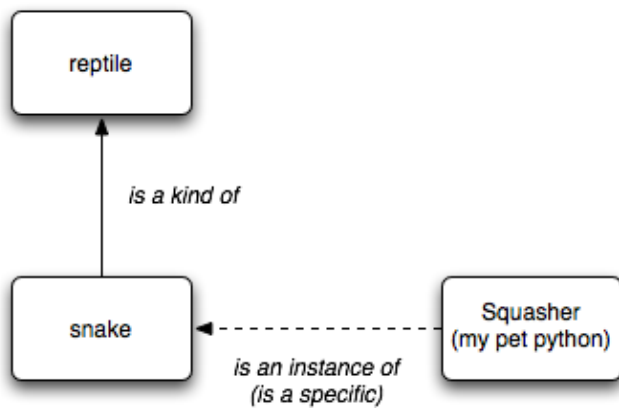 reptile
is a kind of
snake
Squasher
(my pet python)
is an instance of
(is a specific)